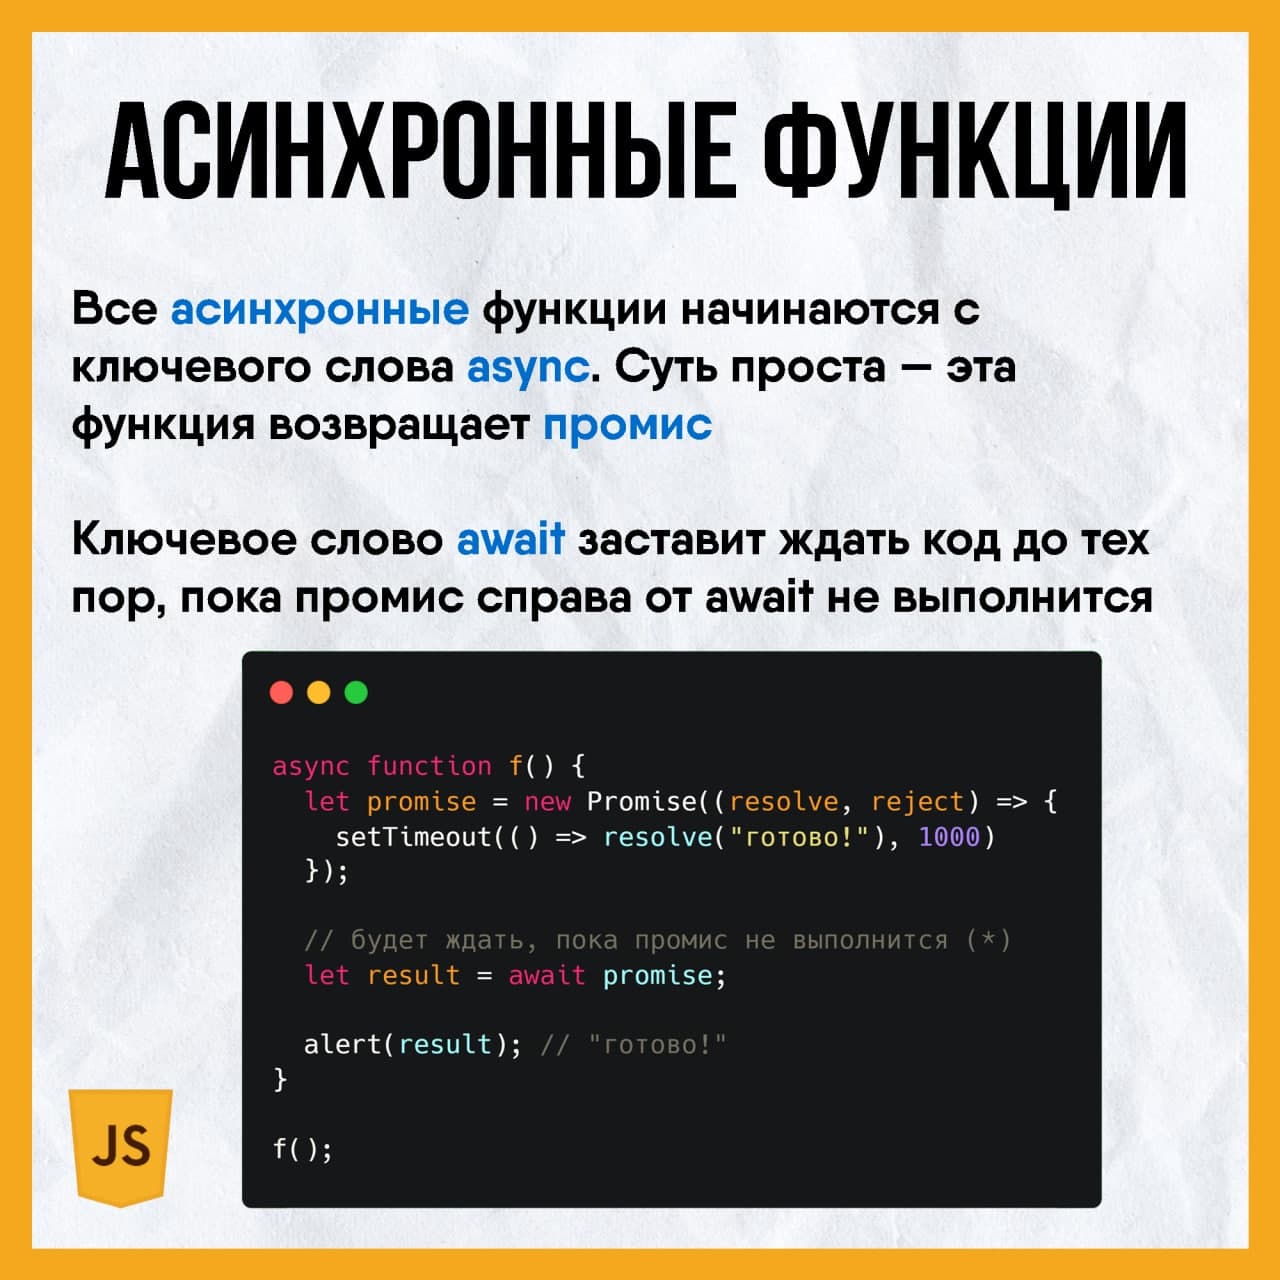 АСИНХРОННЫЕ ФУНКЦИИ
Все асинхронные функции начинаются с
ключевого слова async. Суть проста — эта
функция возвращает промис
Ключевое слово await заставит ждать код до тех
пор, пока промис справа от await не выполнится
async function f() {
  let promise = new Promise((resolve, reject) => {
    setTimeout(() => resolve("готово!"), 1000)
  });
  // будет ждать, пока промис не выполнится (*)
  let result = await promise;
  alert(result); // "готово!"
}
f();
JS